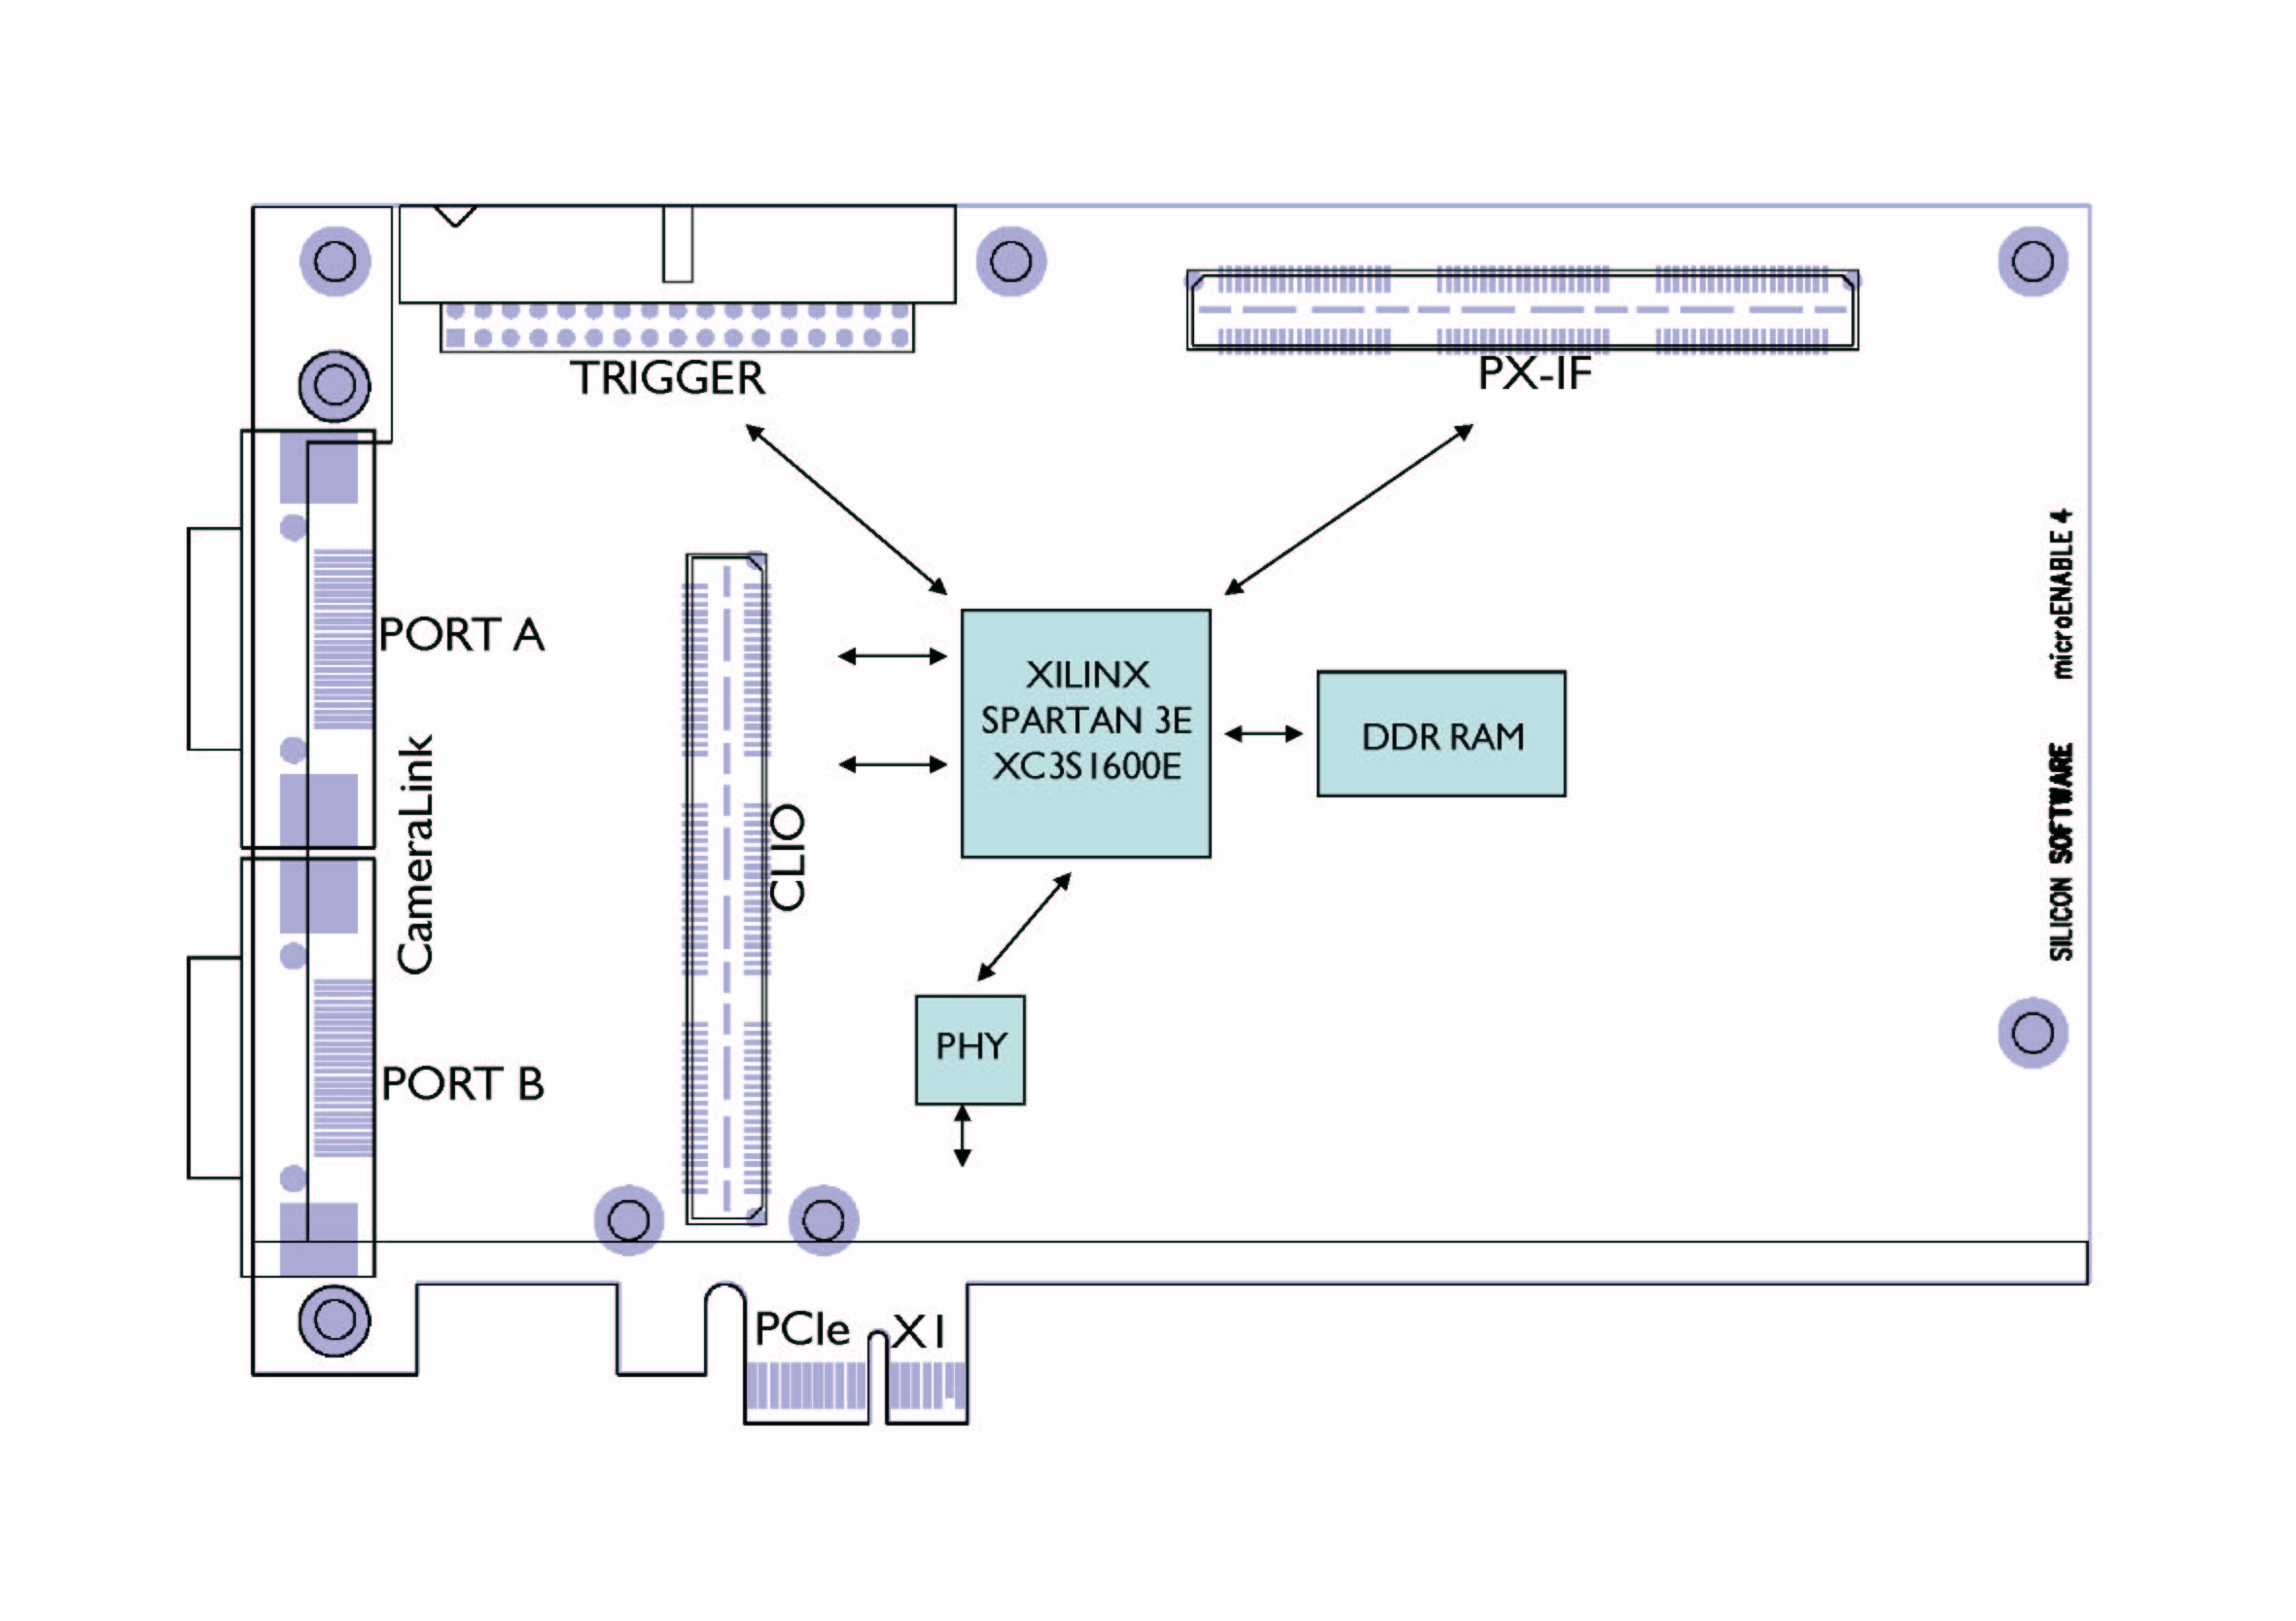 TRIGGER
PX-IF
PORT A
CameraLink
PORT B
CLIO
XILINX
SPARTAN 3E
XC3S1600E
DDR RAM
PHY
PCIe X1
SILICON SOFTWARE microENABLE 4